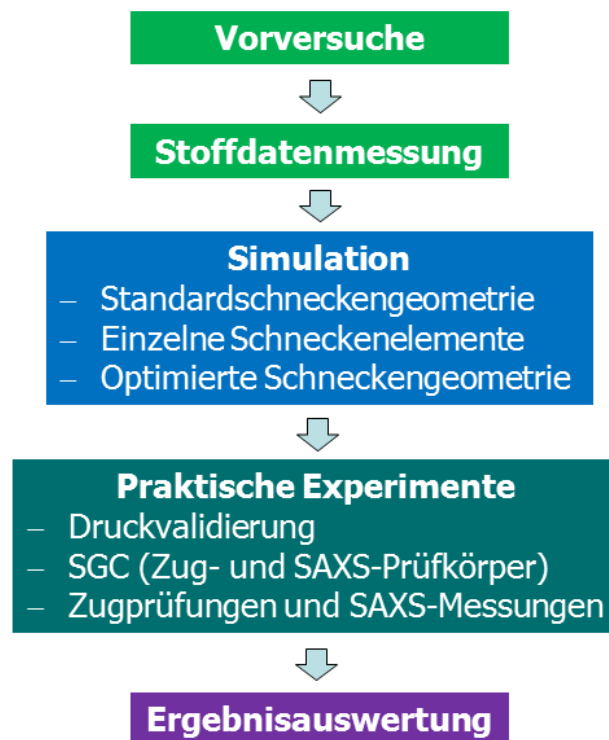 Vorversuche
Stoffdatenmessung
Simulation
– Standardschneckengeometrie
– Einzelne Schneckenelemente
– Optimierte Schneckengeometrie
Praktische Experimente
– Druckvalidierung
– SGC (Zug- und SAXS-Prüfkörper)
– Zugprüfungen und SAXS-Messungen
Ergebnisauswertung